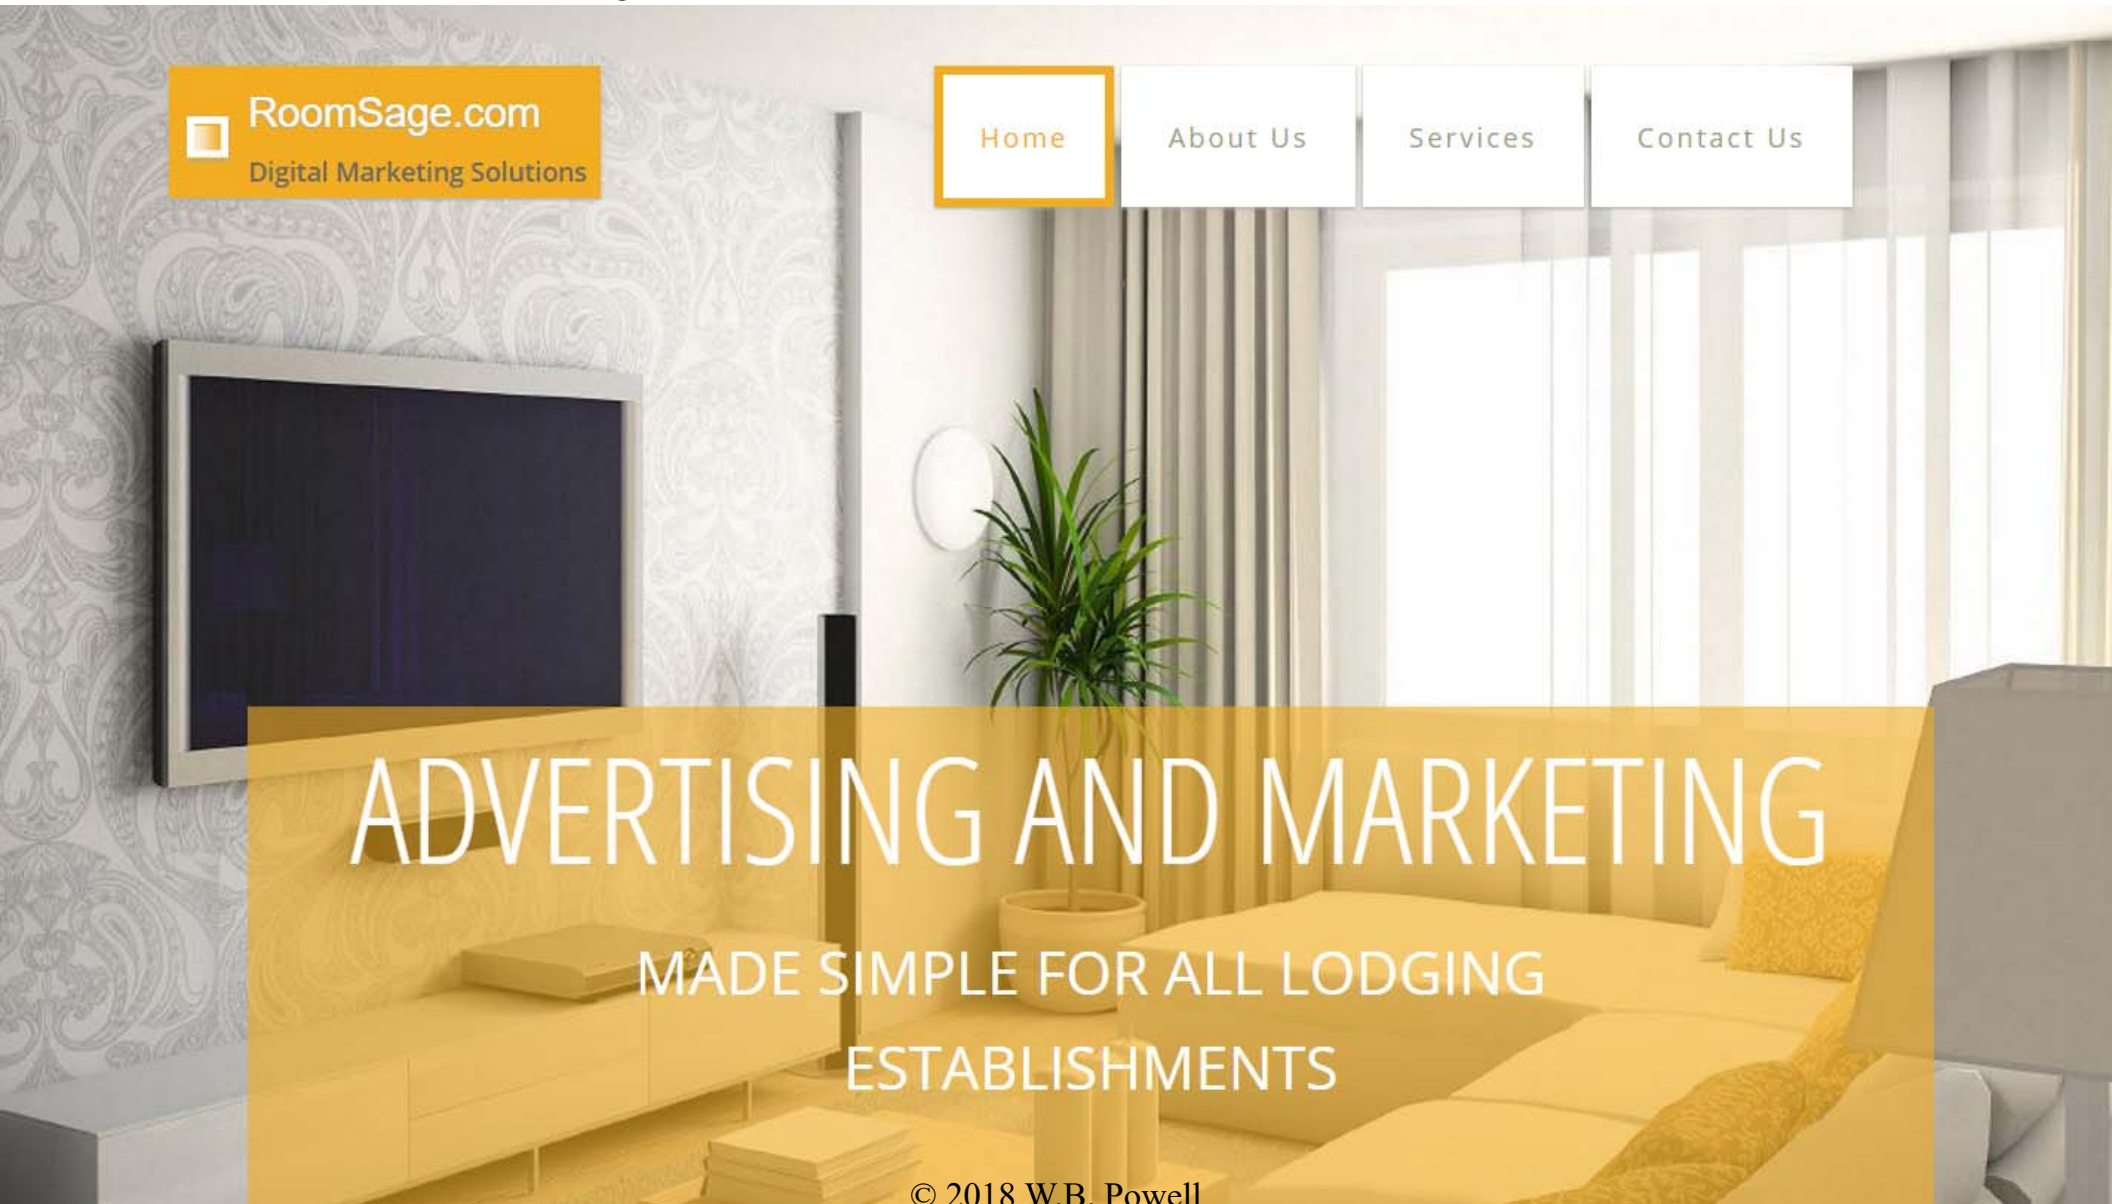 RoomSage.com
Digital Marketing Solutions
Home
About Us
Services
Contact Us
ADVERTISING AND MARKETING
MADE SIMPLE FOR ALL LODGING
ESTABLISHMENTS
© 2018 W.B. Powell